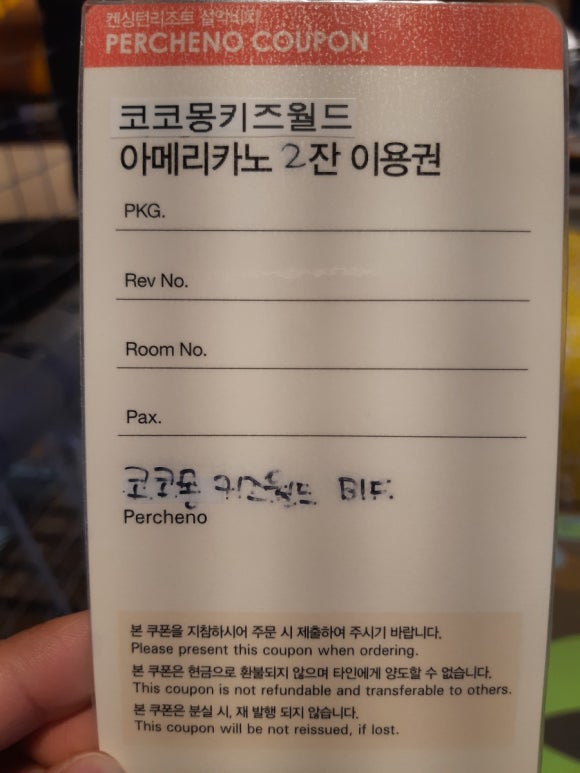 켄싱턴리조트 설악비치
PERCHENO COUPON
코코몽키즈월드
아메리카노 2잔 이용권
PKG.
Rev No.
Room No.
Pax.
코코몽 키즈월드 B1F.
Percheno
본 쿠폰을 지참하시어 주문 시 제출하여 주시기 바랍니다.
Please present this coupon when ordering.
본 쿠폰은 현금으로 환불되지 않으며 타인에게 양도할 수 없습니다.
This coupon is not refundable and transferable to others.
본 쿠폰은 분실 시, 재 발행 되지 않습니다.
This coupon will be not reissued, if lost.